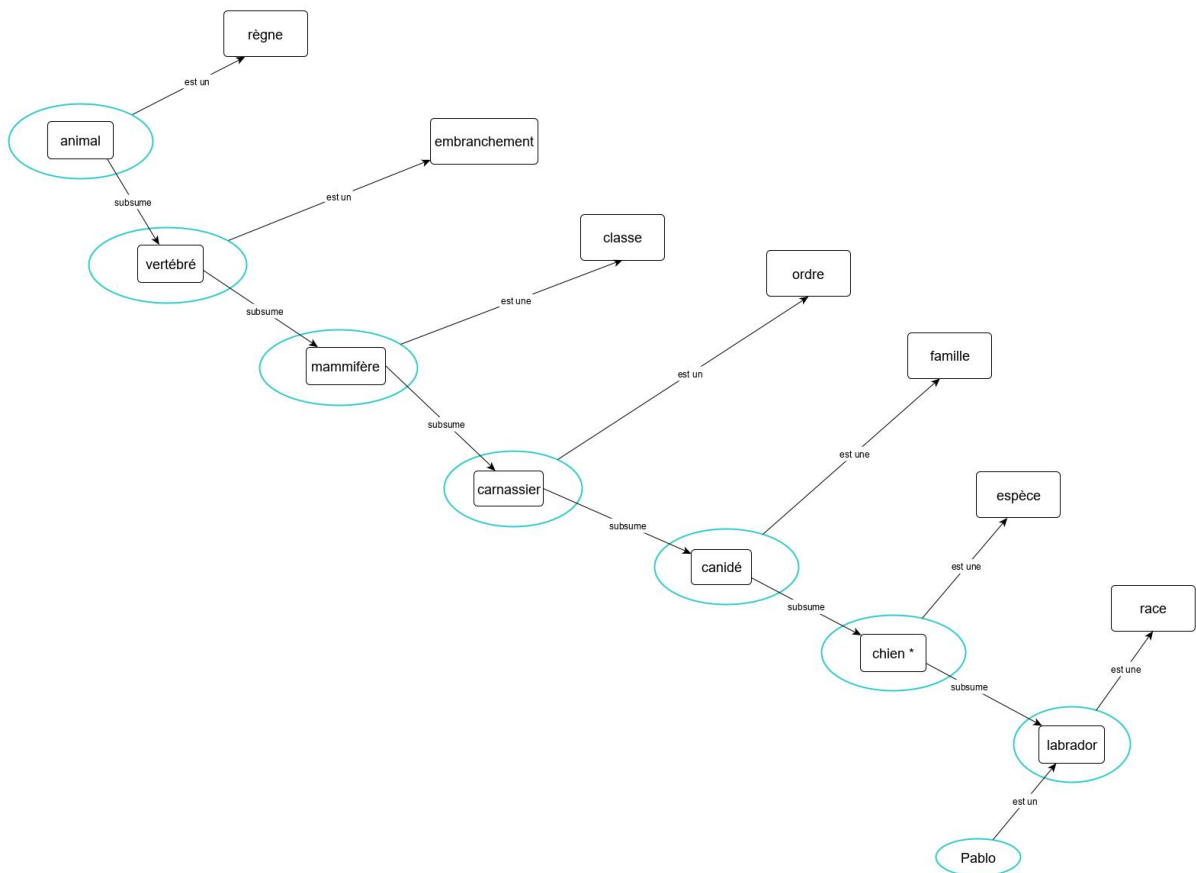 règne
est un
animal
embranchement
subsume
est un
classe
vertébré
ordre
est une
subsume
famille
mammifère
est un
subsume
est une
carnassier
espèce
subsume
canidé
est une
race
subsume
chien *
est une
subsume
labrador
est un
Pablo